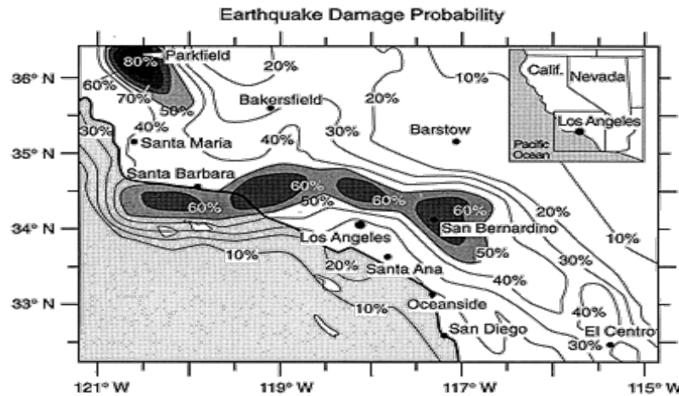 Earthquake Damage Probability
36° N
35° N
34° N
33° N
121° W
119° W
117° W
115° W
80%
Parkfield
60%
70%
50%
20%
10%
20%
Calif.
Nevada
Los Angeles
Pacific
Ocean
Bakersfield
30%
40%
Santa Maria
40%
30%
Barstow
Santa Barbara
60%
60%
50%
60%
60%
San Bernardino
20%
10%
Los Angeles
50%
10%
20%
Santa Ana
40%
30%
10%
Oceanside
40%
San Diego
El Centro
30%